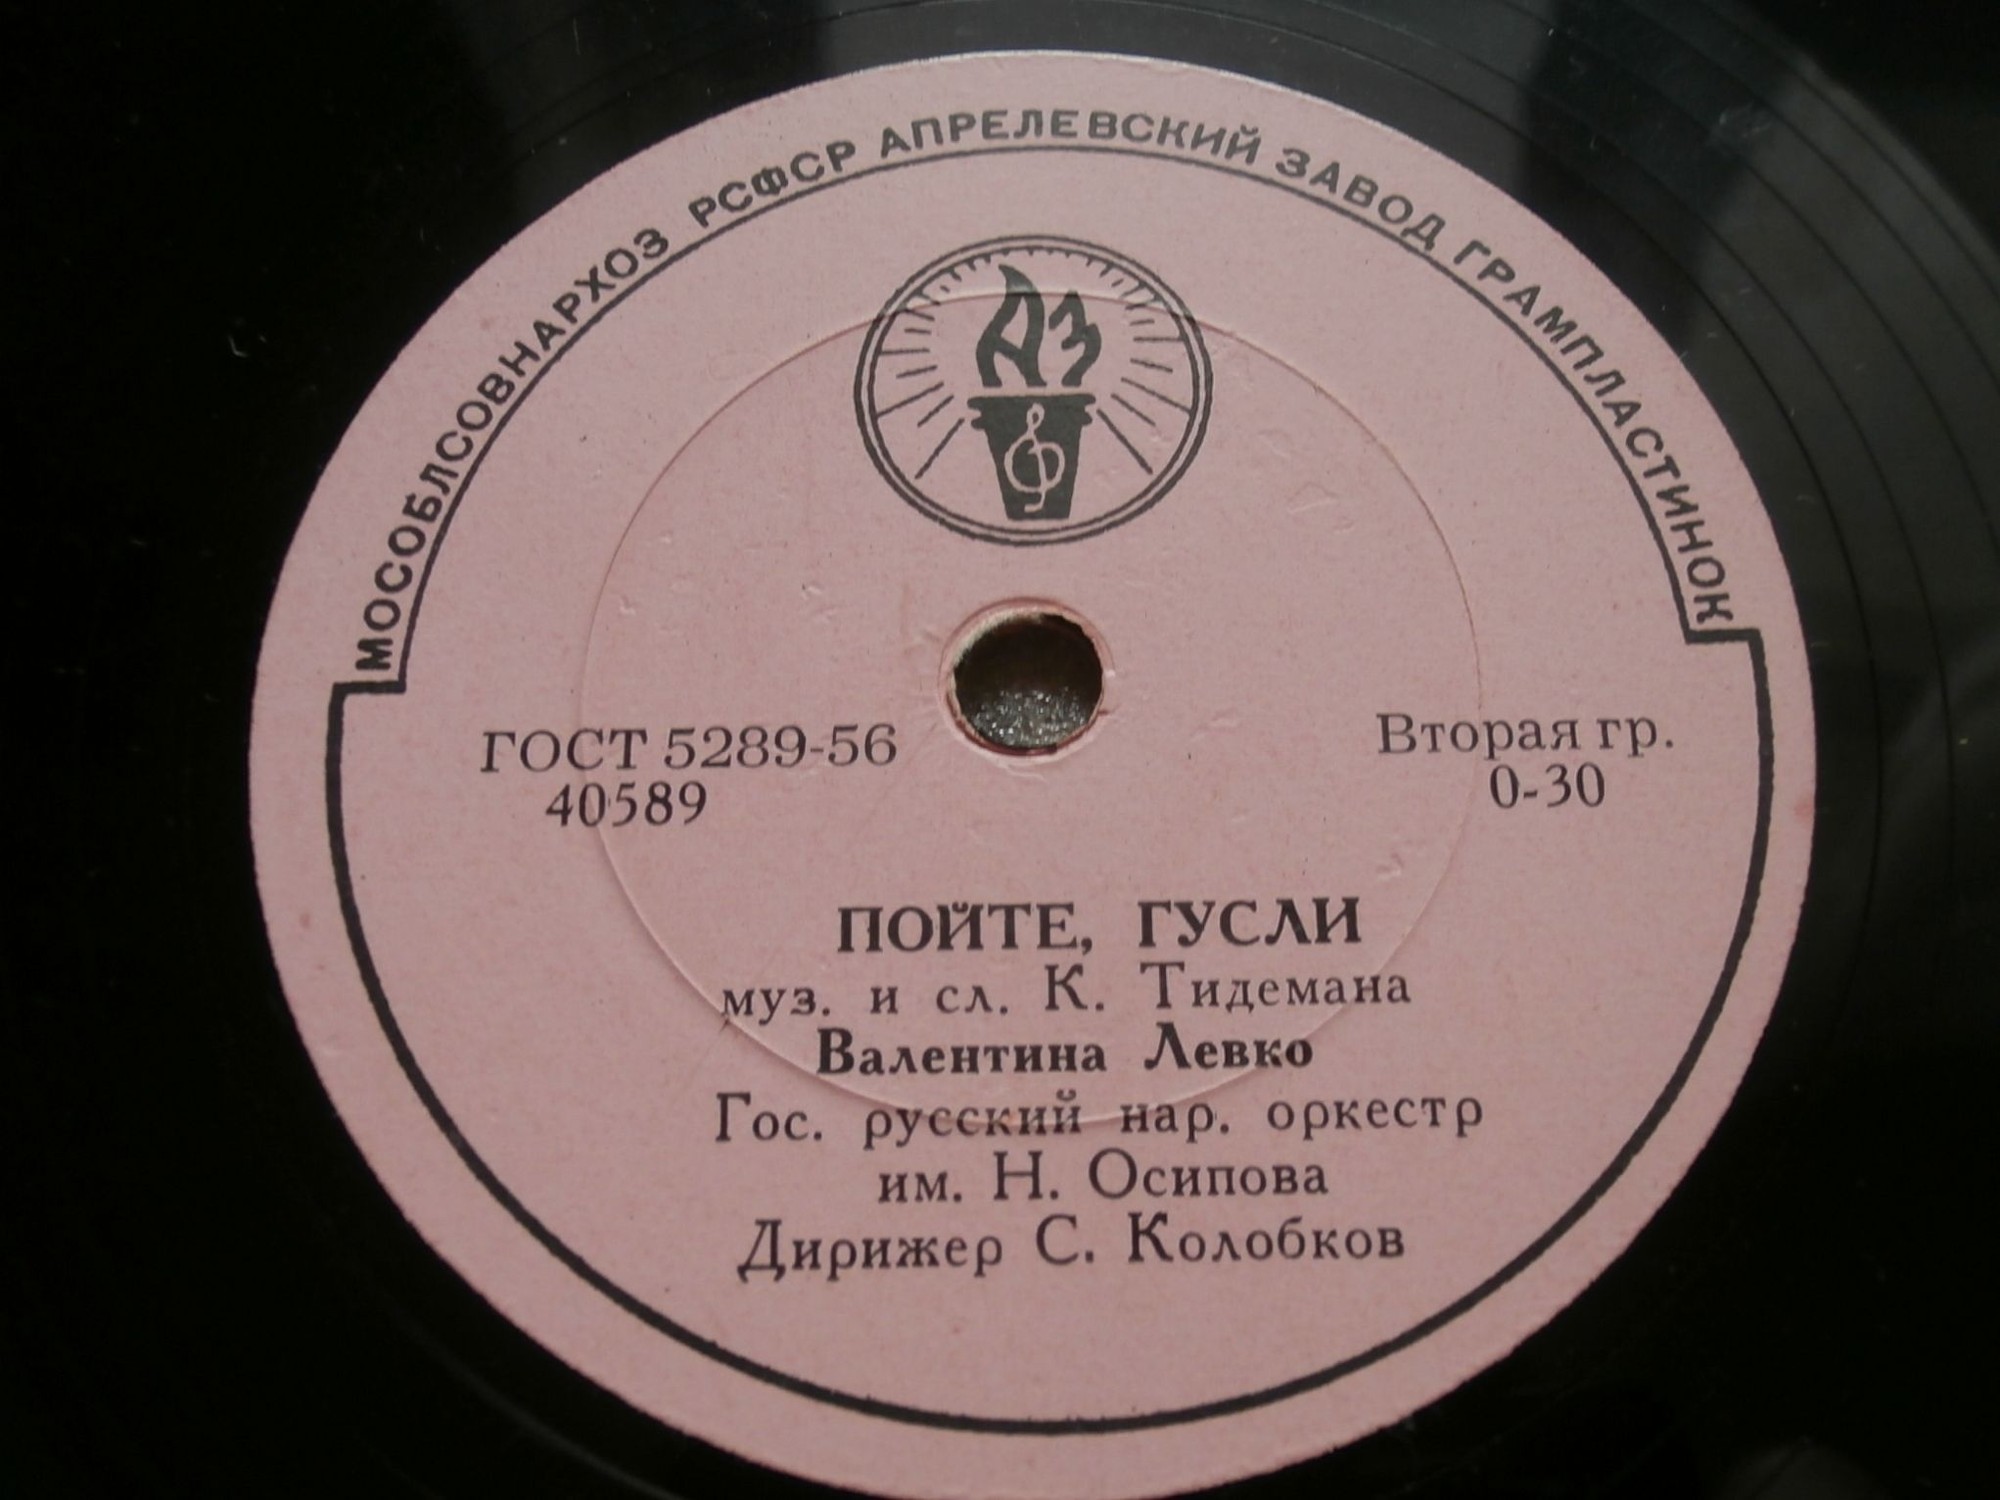 МОСОБЛСОВНАРХОЗ РСФСР АПРЕЛЕВСКИЙ ЗАВОД ГРАМПЛАСТИНОК
АЗ
ГОСТ 5289-56
40589
Вторая гр.
0-30
ПОЙТЕ, ГУСЛИ
муз. и сл. К. Тидемана
Валентина Левко
Гос. русский нар. оркестр
им. Н. Осипова
Дирижер С. Колобков